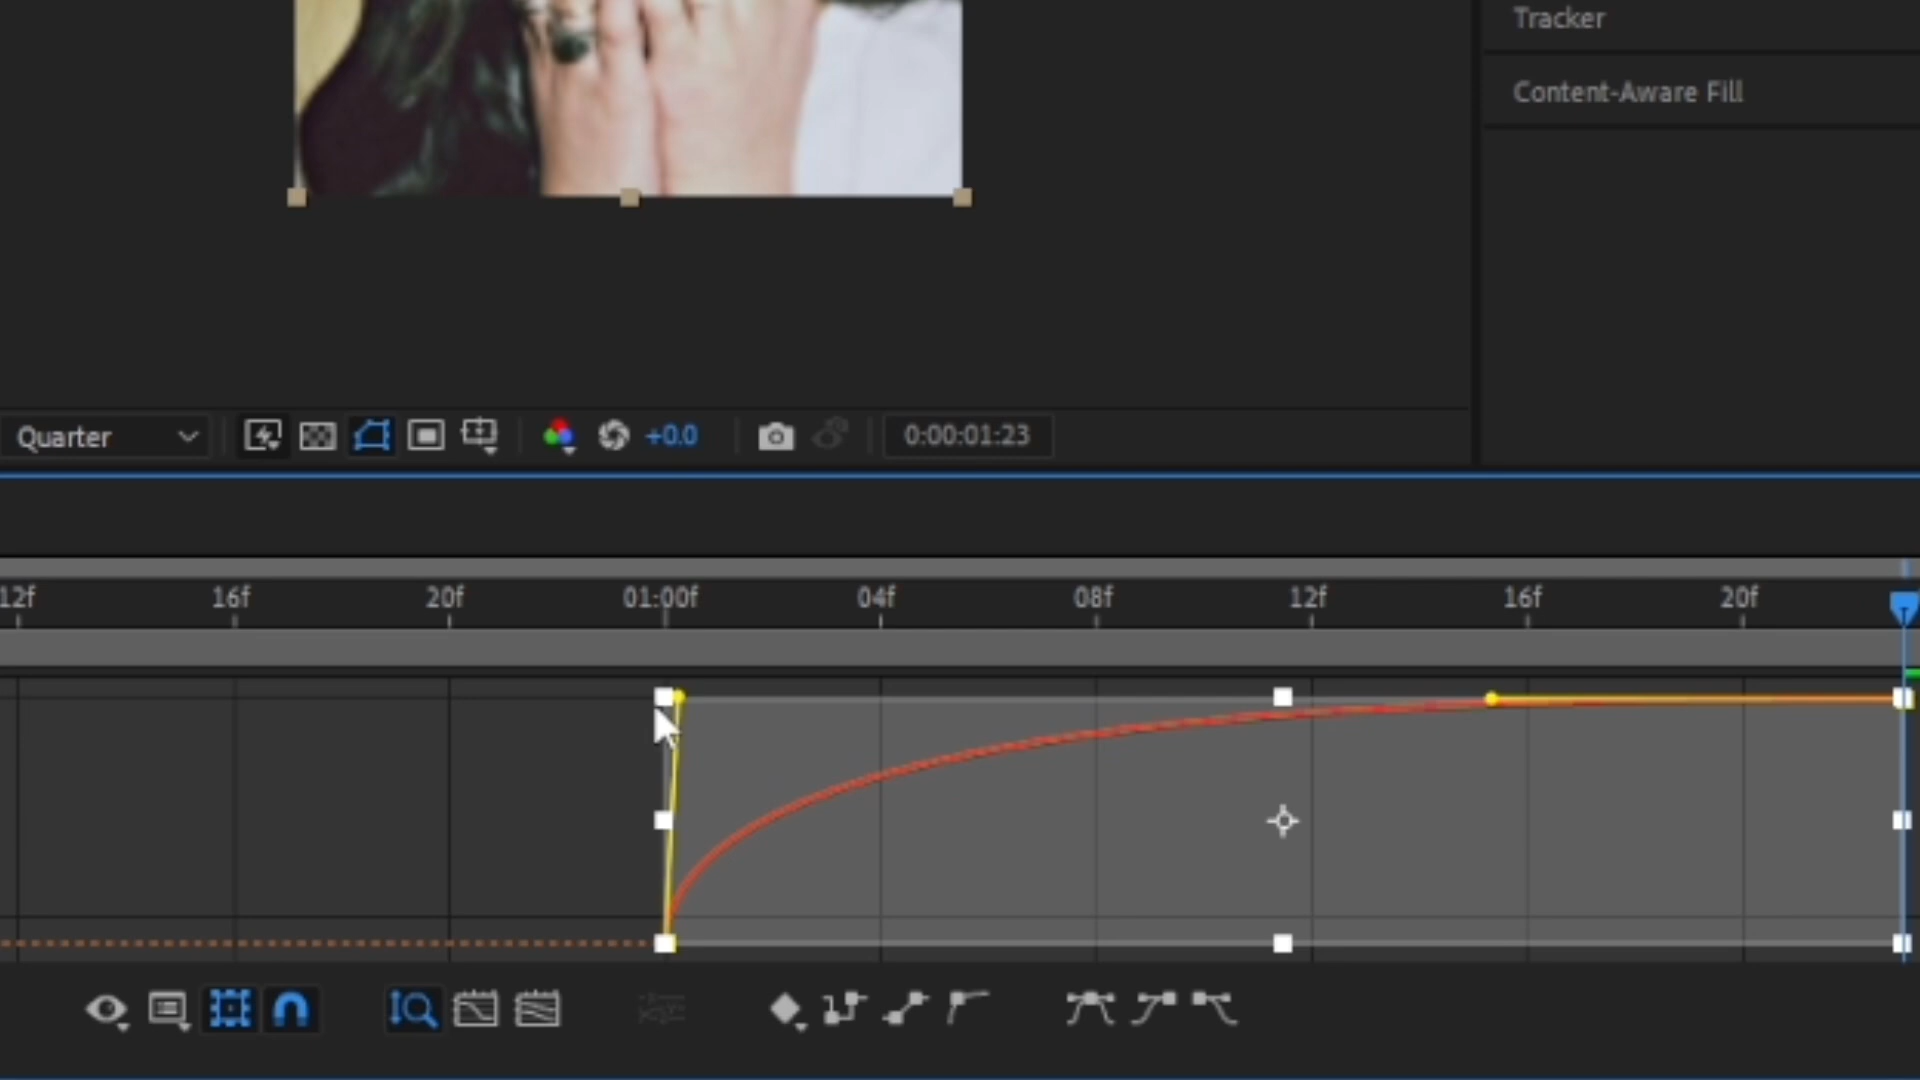 Tracker
Content-Aware Fill
Quarter
+0.0
0:00:01:23
12f 16f 20f 01:00f 04f 08f 12f 16f 20f